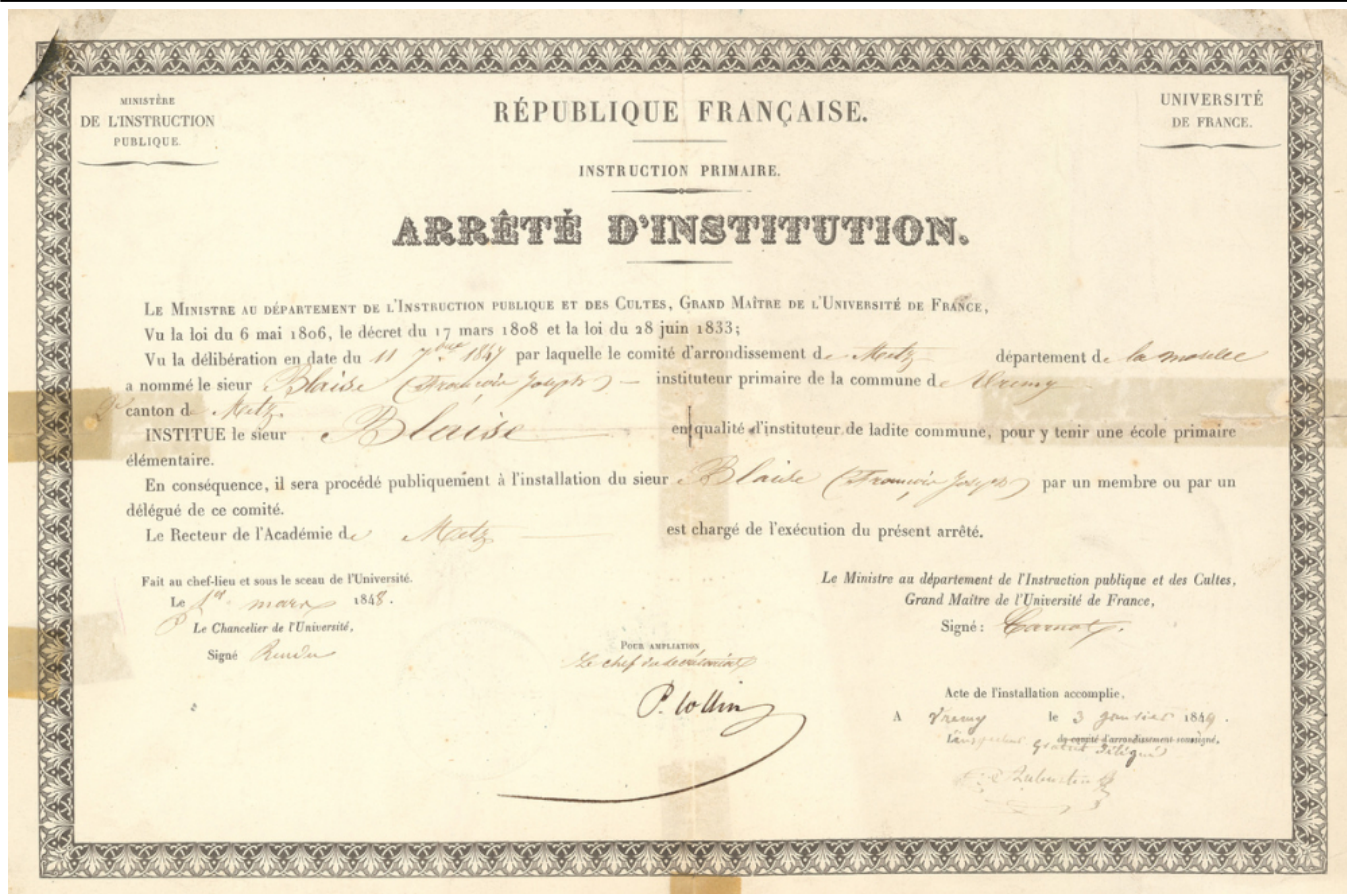 MINISTÈRE
DE L'INSTRUCTION
PUBLIQUE.
RÉPUBLIQUE FRANÇAISE.
UNIVERSITÉ
DE FRANCE.
INSTRUCTION PRIMAIRE.
ARRÊTÉ D'INSTITUTION.
LE MINISTRE AU DÉPARTEMENT DE L'INSTRUCTION PUBLIQUE ET DES CULTES, GRAND MAÎTRE DE L'UNIVERSITÉ DE FRANCE,
Vu la loi du 6 mai 1806, le décret du 17 mars 1808 et la loi du 28 juin 1833;
Vu la délibération en date du 11 7bre 1847 par laquelle le comité d'arrondissement de Metz département de la moselle
a nommé le sieur Blaise (François Joseph) instituteur primaire de la commune de Vremy
2e canton de Metz.
INSTITUE le sieur Blaise en qualité d'instituteur de ladite commune, pour y tenir une école primaire
élémentaire.
En conséquence, il sera procédé publiquement à l'installation du sieur Blaise (François Joseph) par un membre ou par un
délégué de ce comité.
Le Recteur de l'Académie de Metz est chargé de l'exécution du présent arrêté.
Fait au chef-lieu et sous le sceau de l'Université.
Le 1er mars 1848.
P Le Chancelier de l'Université,
Signé Rendu
POUR AMPLIATION
Le chef du secrétariat
P. Collin
Le Ministre au département de l'Instruction publique et des Cultes,
Grand Maître de l'Université de France,
Signé : Carnot.
Acte de l'installation accomplie.
A Vremy le 3 janvier 1849.
L'inspecteur gratuit délégué du comité d'arrondissement soussigné.